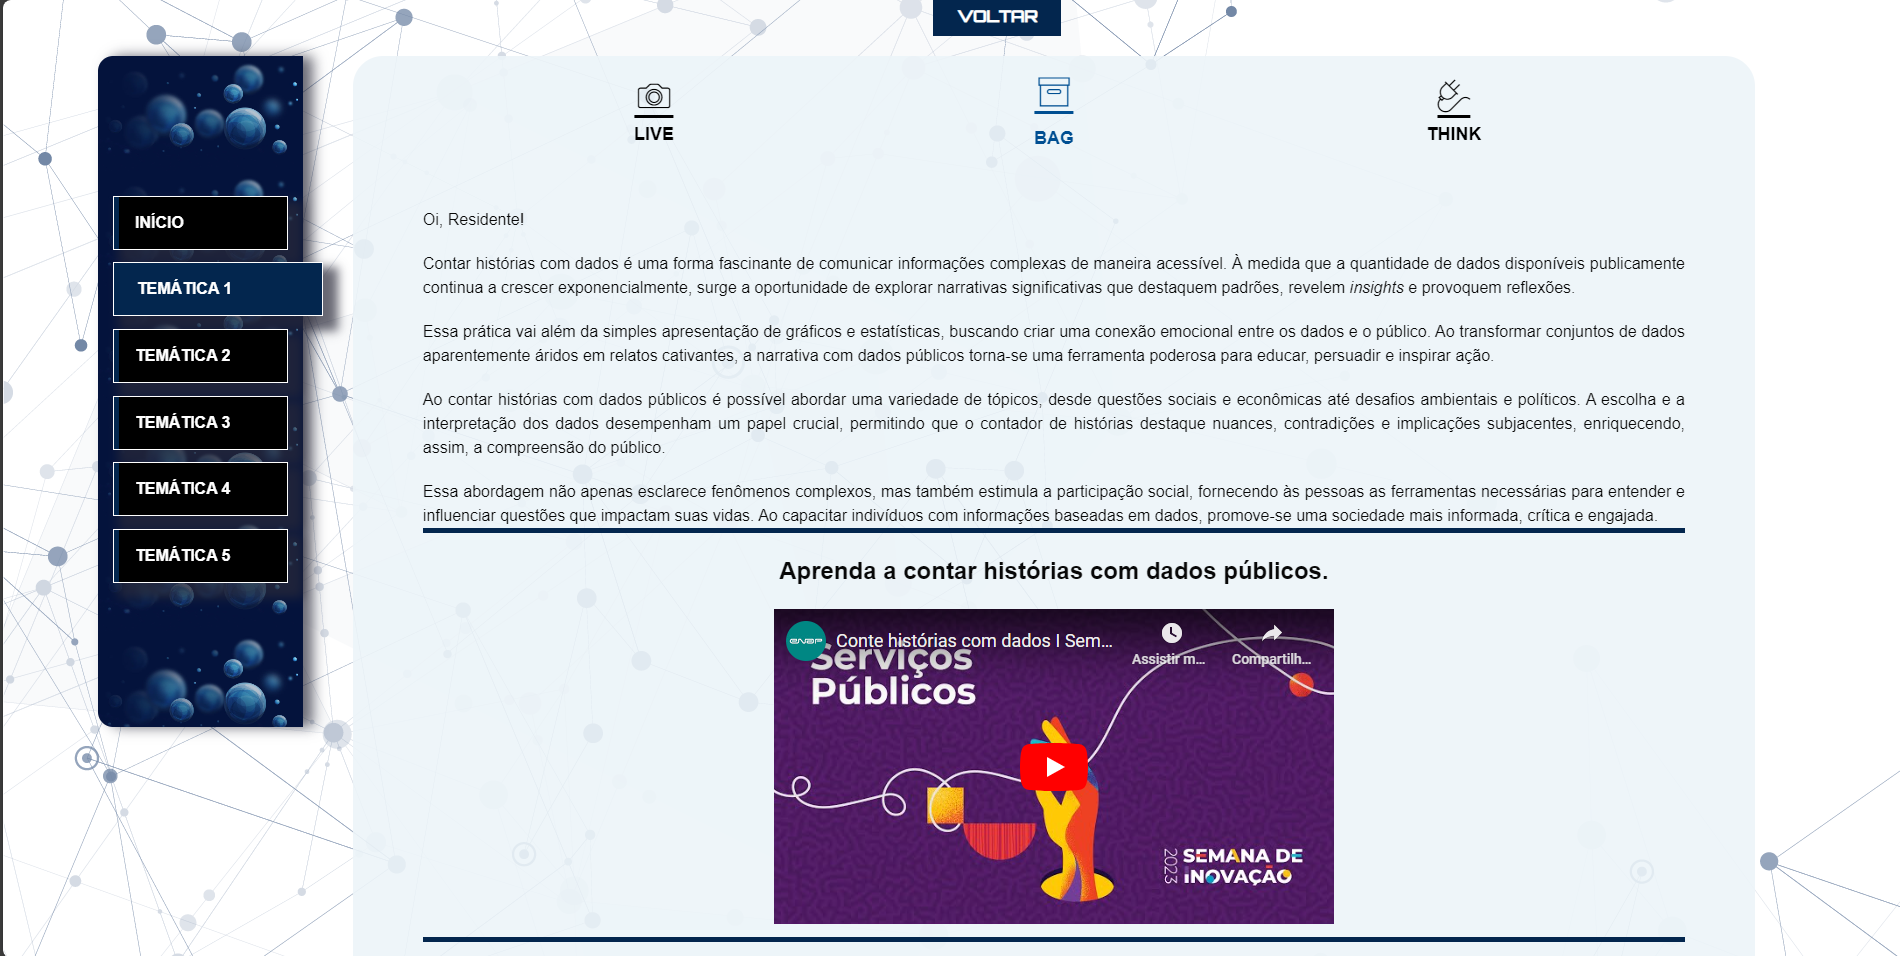 VOLTAR
LIVE
BAG
THINK
INÍCIO
TEMÁTICA 1
TEMÁTICA 2
TEMÁTICA 3
TEMÁTICA 4
TEMÁTICA 5
Oi, Residente!
Contar histórias com dados é uma forma fascinante de comunicar informações complexas de maneira acessível. À medida que a quantidade de dados disponíveis publicamente
continua a crescer exponencialmente, surge a oportunidade de explorar narrativas significativas que destaquem padrões, revelem insights e provoquem reflexões.
Essa prática vai além da simples apresentação de gráficos e estatísticas, buscando criar uma conexão emocional entre os dados e o público. Ao transformar conjuntos de dados
aparentemente áridos em relatos cativantes, a narrativa com dados públicos torna-se uma ferramenta poderosa para educar, persuadir e inspirar ação.
Ao contar histórias com dados públicos é possível abordar uma variedade de tópicos, desde questões sociais e econômicas até desafios ambientais e políticos. A escolha e a
interpretação dos dados desempenham um papel crucial, permitindo que o contador de histórias destaque nuances, contradições e implicações subjacentes, enriquecendo,
assim, a compreensão do público.
Essa abordagem não apenas esclarece fenômenos complexos, mas também estimula a participação social, fornecendo às pessoas as ferramentas necessárias para entender e
influenciar questões que impactam suas vidas. Ao capacitar indivíduos com informações baseadas em dados, promove-se uma sociedade mais informada, crítica e engajada.
Aprenda a contar histórias com dados públicos.
enap
Conte histórias com dados I Sem...
Assistir m...
Compartilh...
Serviços
Públicos
2023
SEMANA DE
INOVAÇÃO